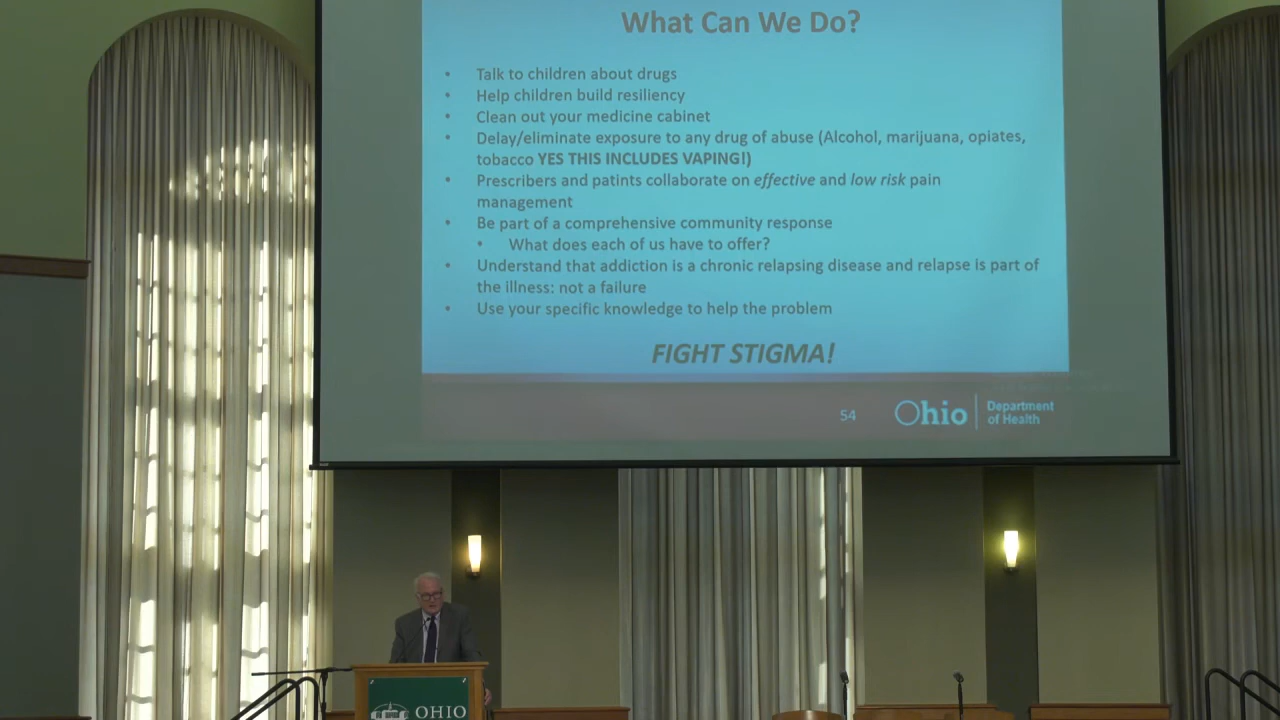 What Can We Do?
• Talk to children about drugs
• Help children build resiliency
• Clean out your medicine cabinet
• Delay/eliminate exposure to any drug of abuse (Alcohol, marijuana, opiates,
tobacco YES THIS INCLUDES VAPING!)
• Prescribers and patints collaborate on effective and low risk pain
management
• Be part of a comprehensive community response
• What does each of us have to offer?
• Understand that addiction is a chronic relapsing disease and relapse is part of
the illness: not a failure
• Use your specific knowledge to help the problem
FIGHT STIGMA!
54
Ohio
Department
of Health
OHIO